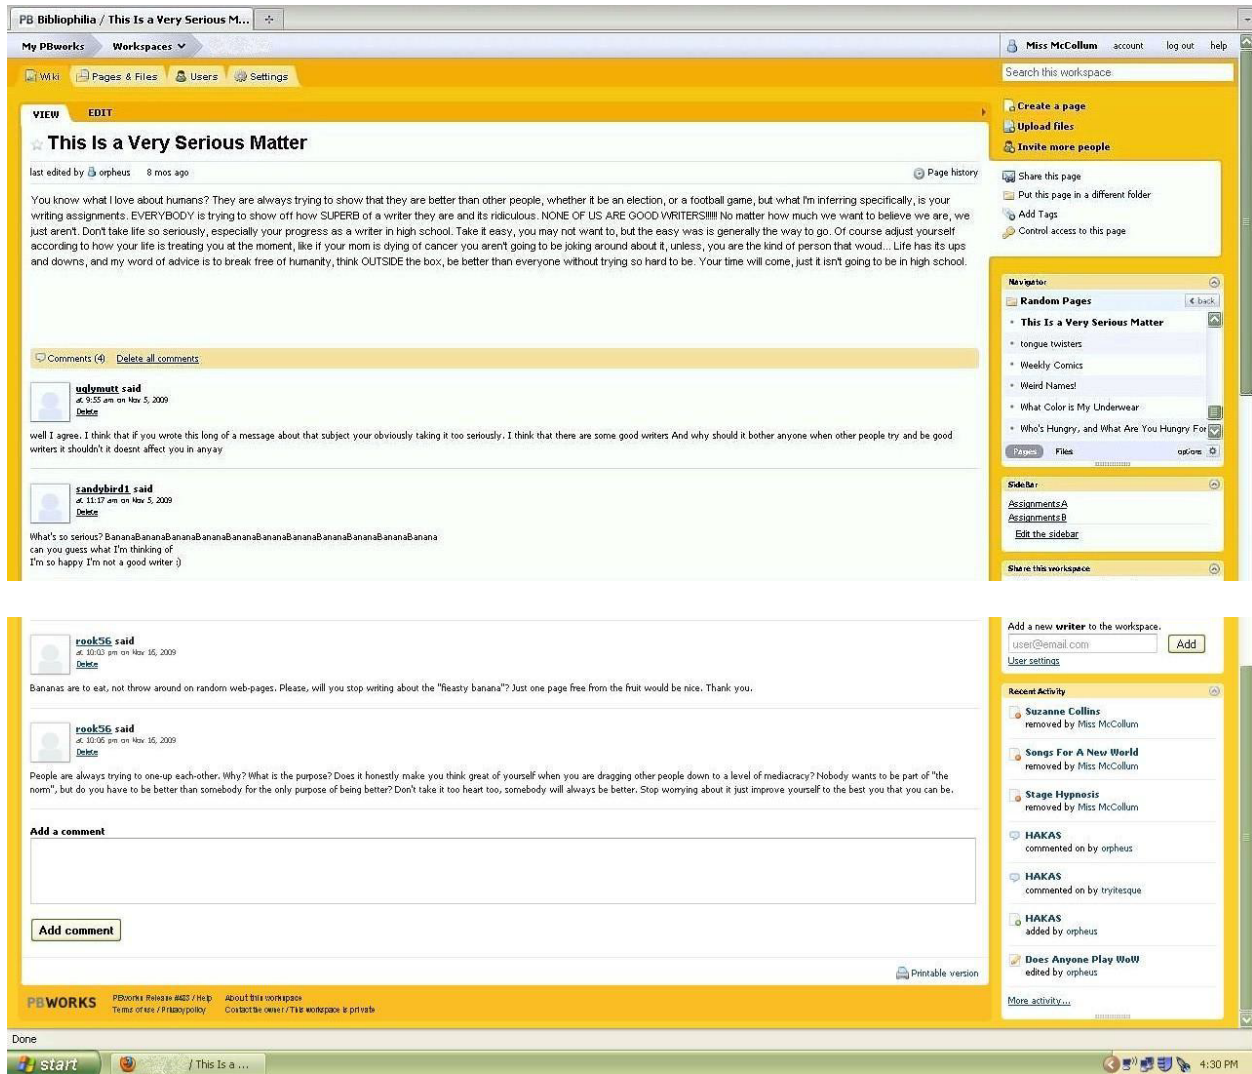 PB Bibliophilia / This Is a Very Serious M...
My PBworks Workspaces
Miss McCollum account log out help
Wiki Pages & Files Users Settings
Search this workspace
VIEW EDIT
Create a page
Upload files
Invite more people
This Is a Very Serious Matter
last edited by orpheus 8 mos ago
Page history
Share this page
Put this page in a different folder
Add Tags
Control access to this page
You know what I love about humans? They are always trying to show that they are better than other people, whether it be an election, or a football game, but what I'm inferring specifically, is your
writing assignments. EVERYBODY is trying to show off how SUPERB of a writer they are and its ridiculous. NONE OF US ARE GOOD WRITERS!!!!! No matter how much we want to believe we are, we
just aren't. Don't take life so seriously, especially your progress as a writer in high school. Take it easy, you may not want to, but the easy was is generally the way to go. Of course adjust yourself
according to how your life is treating you at the moment, like if your mom is dying of cancer you aren't going to be joking around about it, unless, you are the kind of person that woud... Life has its ups
and downs, and my word of advice is to break free of humanity, think OUTSIDE the box, be better than everyone without trying so hard to be. Your time will come, just it isn't going to be in high school.
Navigator
Random Pages back
This Is a Very Serious Matter
tongue twisters
Weekly Comics
Weird Names!
What Color is My Underwear
Who's Hungry, and What Are You Hungry For
Pages Files options
Comments (4) Delete all comments
uglymutt said
at 9:55 am on Nov 5, 2009
Delete
well I agree. I think that if you wrote this long of a message about that subject your obviously taking it too seriously. I think that there are some good writers And why should it bother anyone when other people try and be good
writers it shouldn't it doesnt affect you in anyay
sandybird1 said
at 11:17 am on Nov 5, 2009
Delete
What's so serious? BananaBananaBananaBananaBananaBananaBananaBananaBananaBananaBanana
can you guess what I'm thinking of
I'm so happy I'm not a good writer :)
SideBar
AssignmentsA
AssignmentsB
Edit the sidebar
Share this workspace
rook56 said
at 10:03 pm on Nov 16, 2009
Delete
Bananas are to eat, not throw around on random web-pages. Please, will you stop writing about the "fieasty banana"? Just one page free from the fruit would be nice. Thank you.
rook56 said
at 10:06 pm on Nov 16, 2009
Delete
People are always trying to one-up each-other. Why? What is the purpose? Does it honestly make you think great of yourself when you are dragging other people down to a level of mediacracy? Nobody wants to be part of "the
norm", but do you have to be better than somebody for the only purpose of being better? Don't take it too heart too, somebody will always be better. Stop worrying about it just improve yourself to the best you that you can be.
Add a comment
Add comment
Printable version
Add a new writer to the workspace.
user@email.com Add
User settings
Recent Activity
Suzanne Collins
removed by Miss McCollum
Songs For A New World
removed by Miss McCollum
Stage Hypnosis
removed by Miss McCollum
HAKAS
commented on by orpheus
HAKAS
commented on by tryitesque
HAKAS
added by orpheus
Does Anyone Play WoW
edited by orpheus
More activity...
PBWORKS
PBworks Release #423 / Help About this workspace
Terms of use / Privacy policy Contact the owner / This workspace is private
Done
start / This Is a ... 4:30 PM